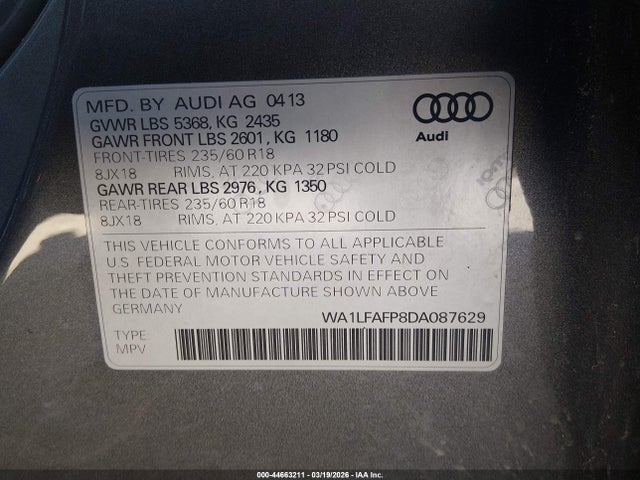 MFD. BY AUDI AG 0413
GVWR LBS 5368, KG 2435
GAWR FRONT LBS 2601, KG 1180
FRONT-TIRES 235/60 R18
8JX18 RIMS, AT 220 KPA 32 PSI COLD
GAWR REAR LBS 2976, KG 1350
REAR-TIRES 235/60 R18
8JX18 RIMS, AT 220 KPA 32 PSI COLD
Audi
THIS VEHICLE CONFORMS TO ALL APPLICABLE
U.S. FEDERAL MOTOR VEHICLE SAFETY AND
THEFT PREVENTION STANDARDS IN EFFECT ON
THE DATE OF MANUFACTURE SHOWN ABOVE
GERMANY
WA1LFAFP8DA087629
TYPE:
MPV
000-44663211 - 03/19/2026 - IAA Inc.